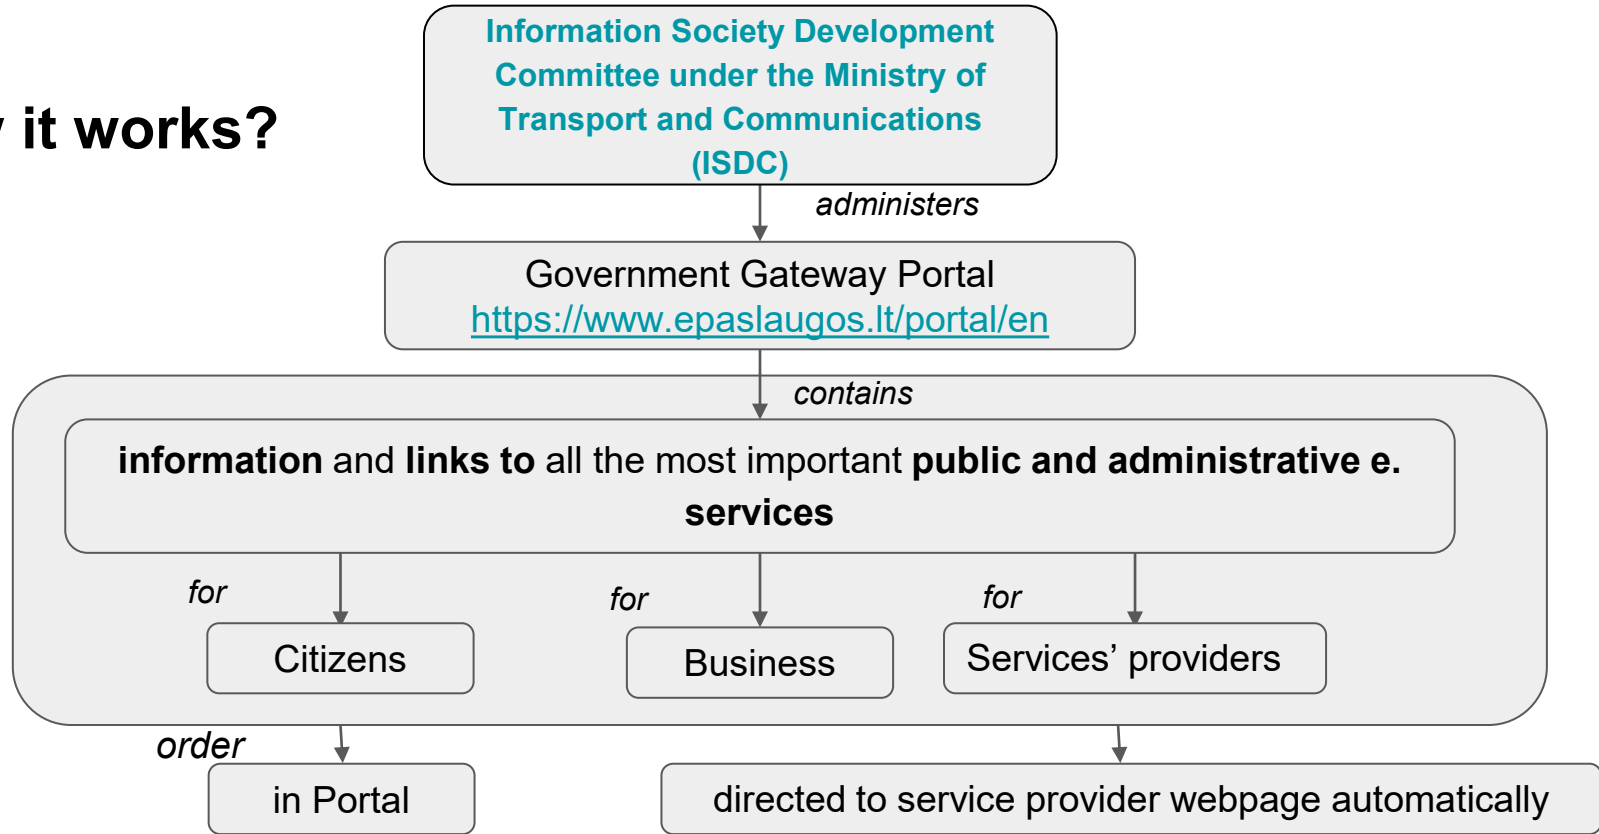 Information Society Development
Committee under the Ministry of
Transport and Communications
(ISDC)
it works?
administers
Government Gateway Portal
https://www.epaslaugos.lt/portal/en
contains
information and links to all the most important public and administrative e.
services
for
for
for
Citizens
Business
Services’ providers
order
in Portal
directed to service provider webpage automatically